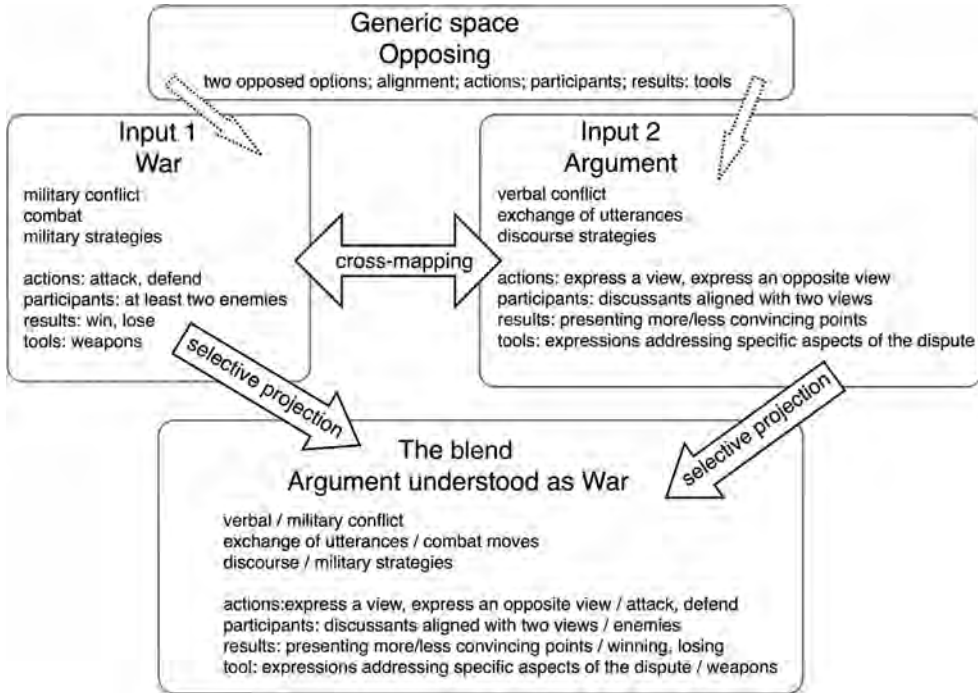 Generic space
Opposing
two opposed options; alignment; actions; participants; results: tools
Input 1
War
military conflict
combat
military strategies
actions: attack, defend
participants: at least two enemies
results: win, lose
tools: weapons
cross-mapping
Input 2
Argument
verbal conflict
exchange of utterances
discourse strategies
actions: express a view, express an opposite view
participants: discussants aligned with two views
results: presenting more/less convincing points
tools: expressions addressing specific aspects of the dispute
selective projection
selective projection
The blend
Argument understood as War
verbal / military conflict
exchange of utterances / combat moves
discourse / military strategies
actions:express a view, express an opposite view / attack, defend
participants: discussants aligned with two views / enemies
results: presenting more/less convincing points / winning, losing
tool: expressions addressing specific aspects of the dispute / weapons